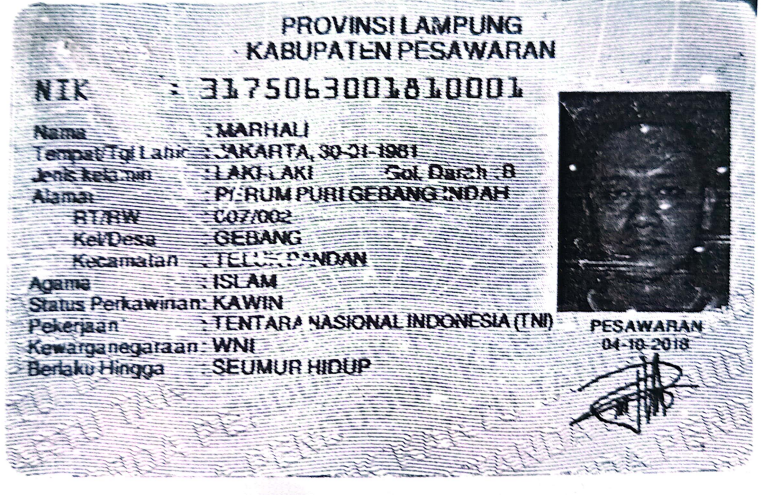 PROVINSI LAMPUNG
KABUPATEN PESAWARAN
NIK : 3175063001810001
Nama : MARHALI
Tempat/Tgl Lahir : JAKARTA, 30-01-1981
Jenis kelamin : LAKI-LAKI Gol. Darah : B
Alamat : PERUM PURI GEBANG INDAH
RT/RW : 007/002
Kel/Desa : GEBANG
Kecamatan : TELUK PANDAN
Agama : ISLAM
Status Perkawinan: KAWIN
Pekerjaan : TENTARA NASIONAL INDONESIA (TNI)
Kewarganegaraan: WNI
Berlaku Hingga : SEUMUR HIDUP
PESAWARAN
04-10-2018